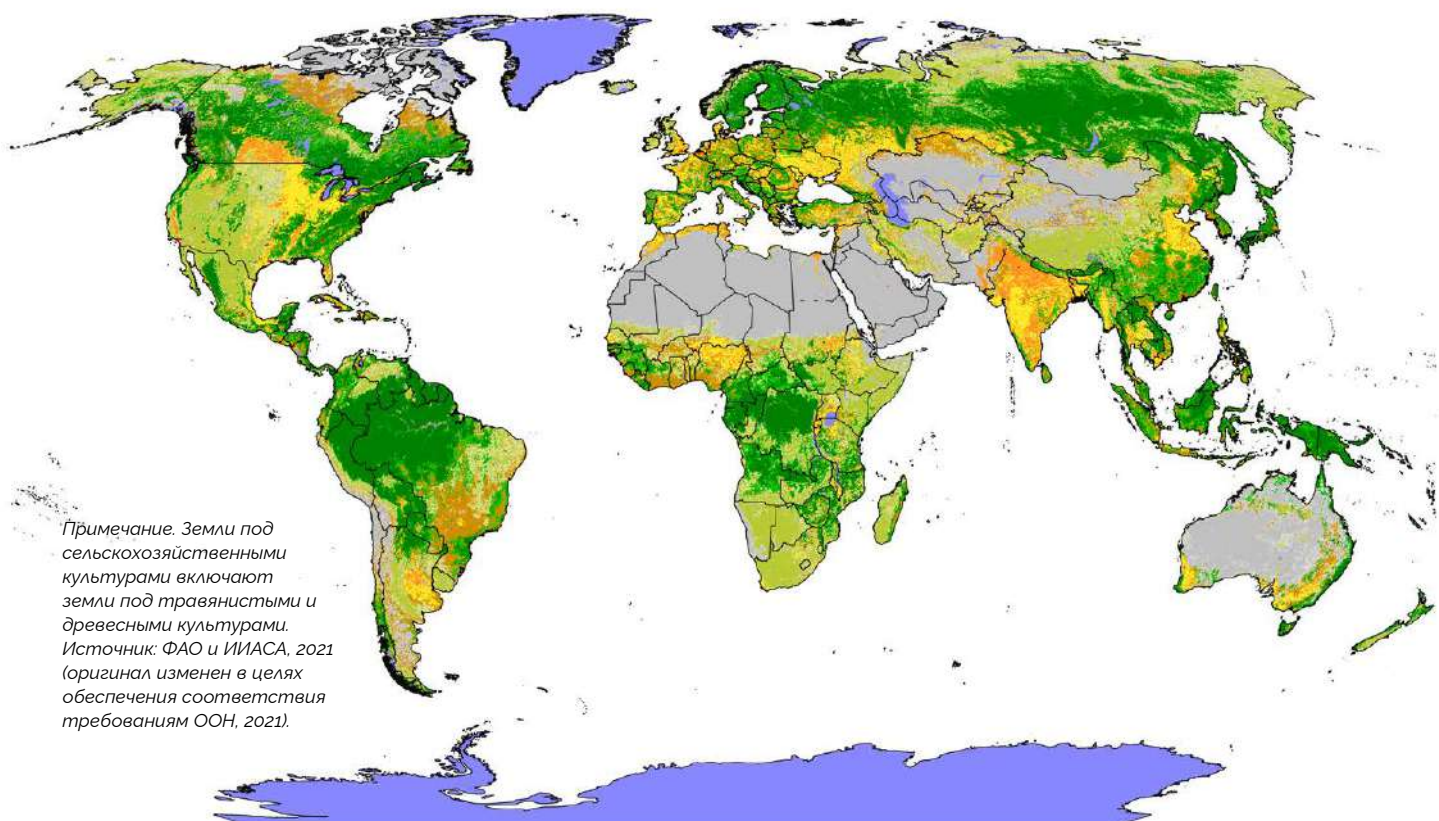 Примечание. Земли под
сельскохозяйственными
культурами включают
земли под травянистыми и
древесными культурами.
Источник: ФАО и ИИАСА, 2021
(оригинал изменен в целях
обеспечения соответствия
требованиям ООН, 2021).